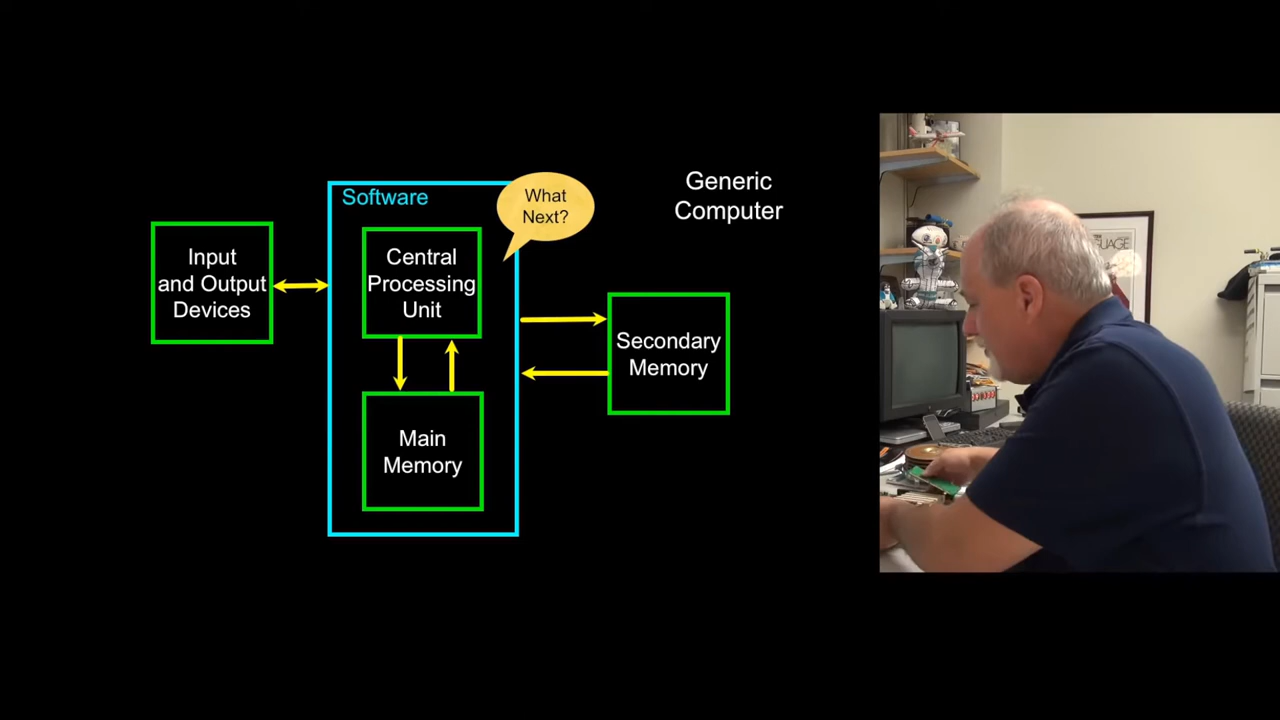 Software
What
Next?
Generic
Computer
Input
and Output
Devices
Central
Processing
Unit
Secondary
Memory
Main
Memory